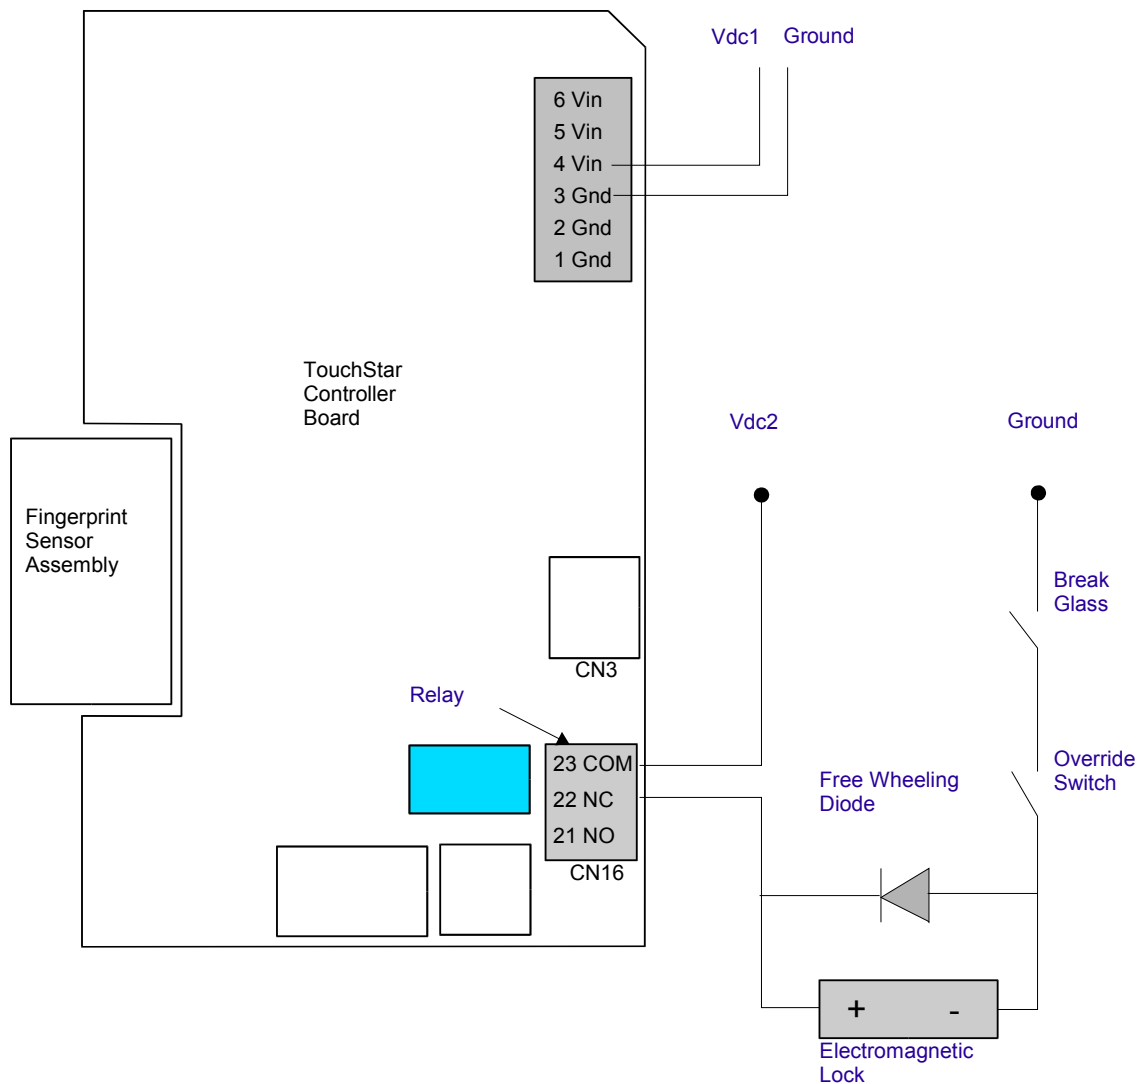 Vdc1 Ground
6 Vin
5 Vin
4 Vin
3 Gnd
2 Gnd
1 Gnd
TouchStar
Controller
Board
Vdc2
Ground
Fingerprint
Sensor
Assembly
Break
Glass
CN3
Relay
23 COM
22 NC
21 NO
CN16
Override
Switch
Free Wheeling
Diode
+ -
Electromagnetic
Lock